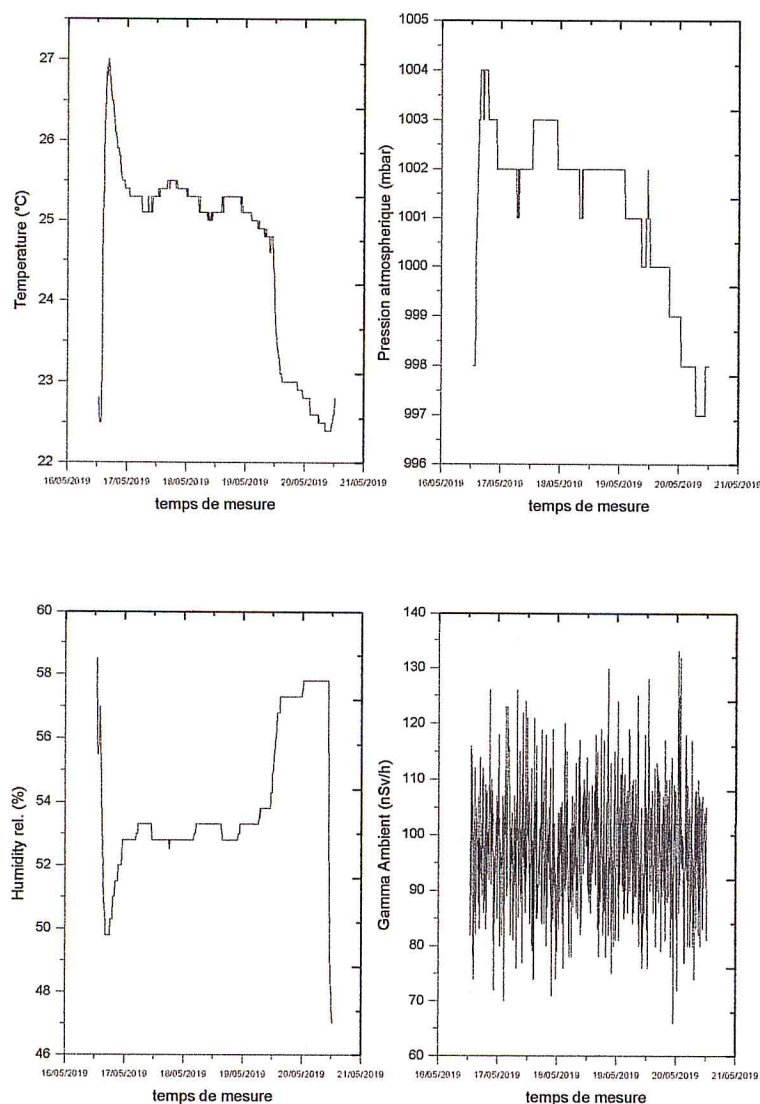 27
26
25
24
23
22
Temperature (°C)
16/05/2019 17/05/2019 18/05/2019 19/05/2019 20/05/2019 21/05/2019
temps de mesure
1005
1004
1003
1002
1001
1000
999
998
997
996
Pression atmospherique (mbar)
16/05/2019 17/05/2019 18/05/2019 19/05/2019 20/05/2019 21/05/2019
temps de mesure
60
58
56
54
52
50
48
46
Humidity rel. (%)
16/05/2019 17/05/2019 18/05/2019 19/05/2019 20/05/2019 21/05/2019
temps de mesure
140
130
120
110
100
90
80
70
60
Gamma Ambient (nSv/h)
16/05/2019 17/05/2019 18/05/2019 19/05/2019 20/05/2019 21/05/2019
temps de mesure